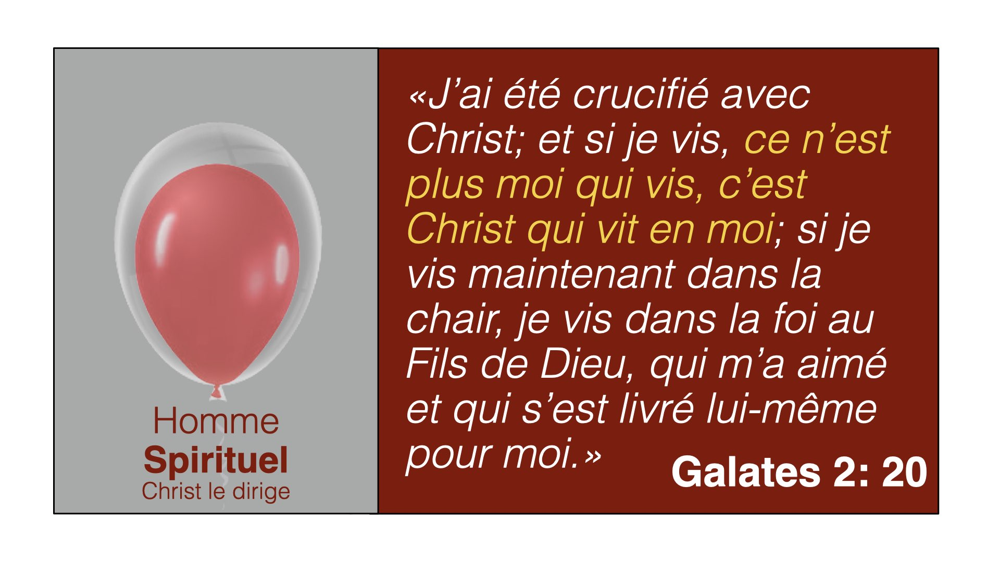 Homme
Spirituel
Christ le dirige
«J’ai été crucifié avec
Christ; et si je vis, ce n’est
plus moi qui vis, c’est
Christ qui vit en moi; si je
vis maintenant dans la
chair, je vis dans la foi au
Fils de Dieu, qui m’a aimé
et qui s’est livré lui-même
pour moi.»
Galates 2: 20